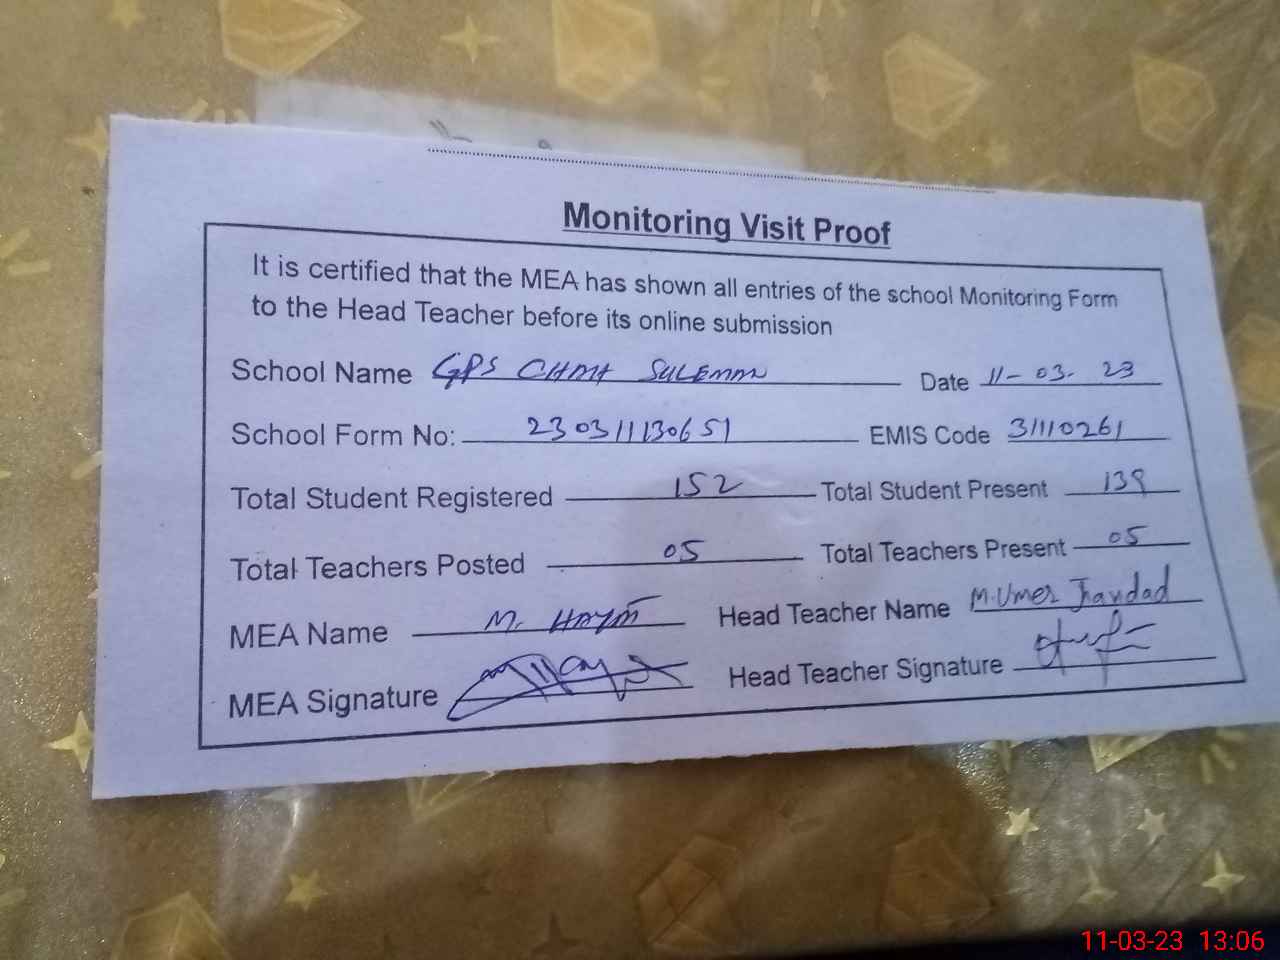 Monitoring Visit Proof
It is certified that the MEA has shown all entries of the school Monitoring Form
to the Head Teacher before its online submission
School Name GPS CHAH SULEMAN Date 11-03-23
School Form No: 230311130651 EMIS Code 31110261
Total Student Registered 152 Total Student Present 139
Total Teachers Posted 05 Total Teachers Present 05
MEA Name M. Head Teacher Name M. Umer Jhandad
MEA Signature Head Teacher Signature
11-03-23 13:06